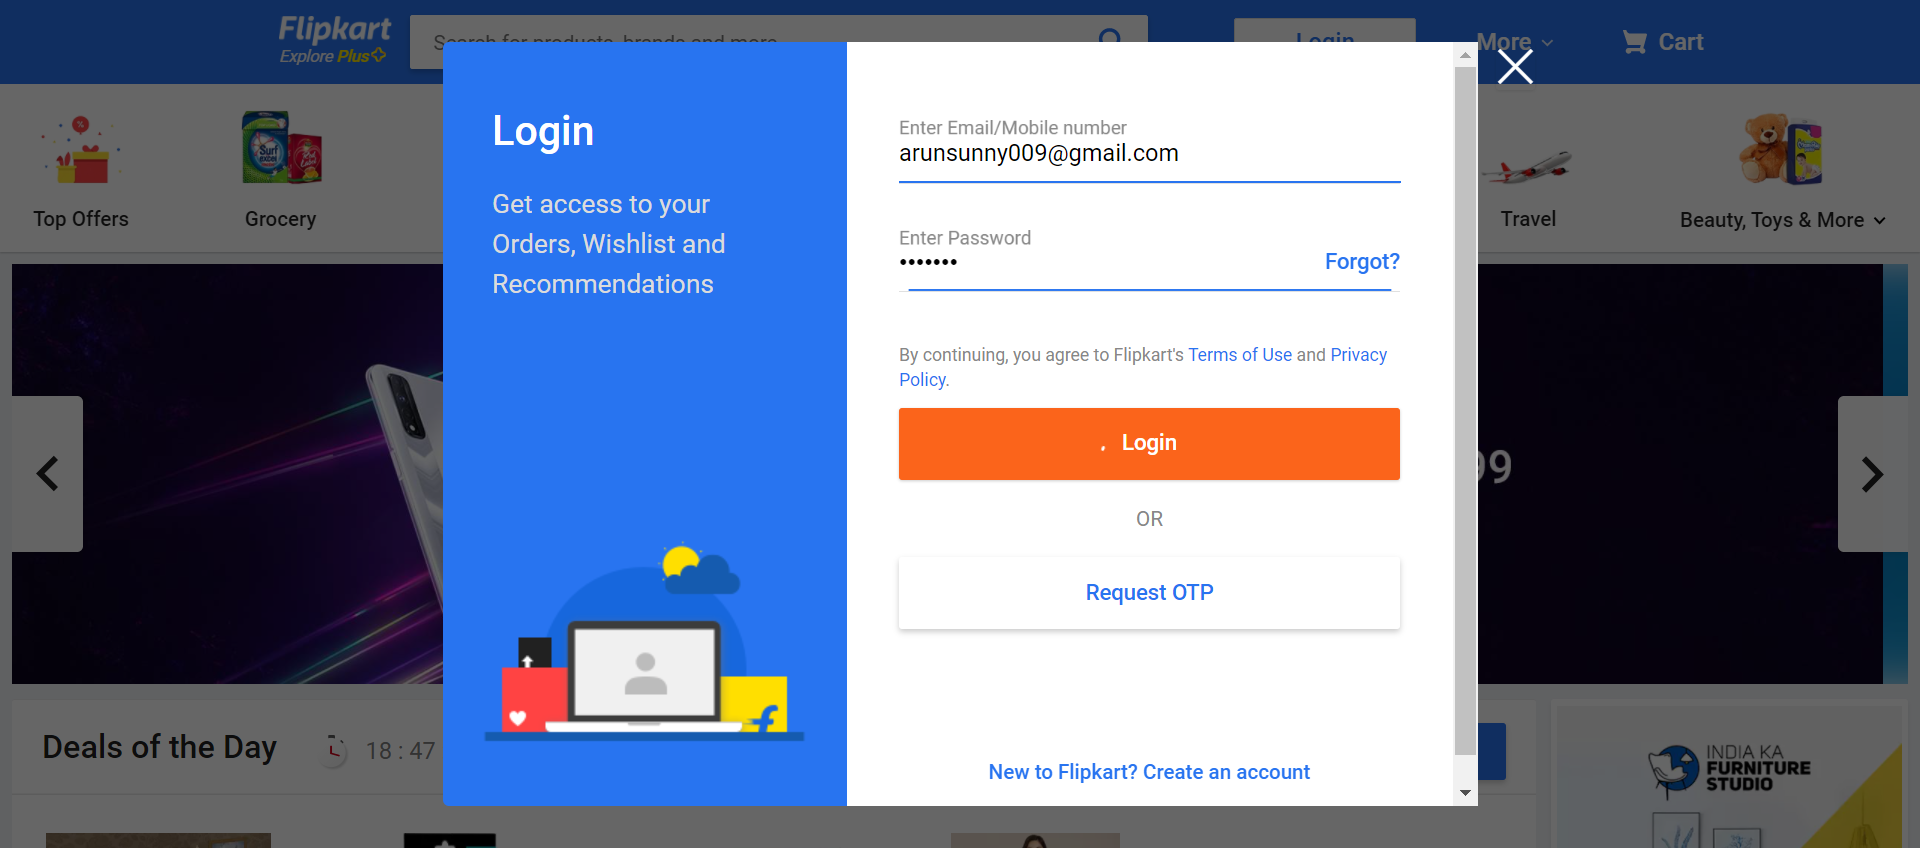 Flipkart
Explore Plus
Search for products, brands and more
Login
More
Cart
Top Offers
Grocery
Travel
Beauty, Toys & More
Login
Get access to your
Orders, Wishlist and
Recommendations
Enter Email/Mobile number
arunsunny009@gmail.com
Enter Password
•••••••
Forgot?
By continuing, you agree to Flipkart's Terms of Use and Privacy
Policy.
Login
OR
Request OTP
New to Flipkart? Create an account
99
Deals of the Day
18 : 47
INDIA KA
FURNITURE
STUDIO
Surf
excel